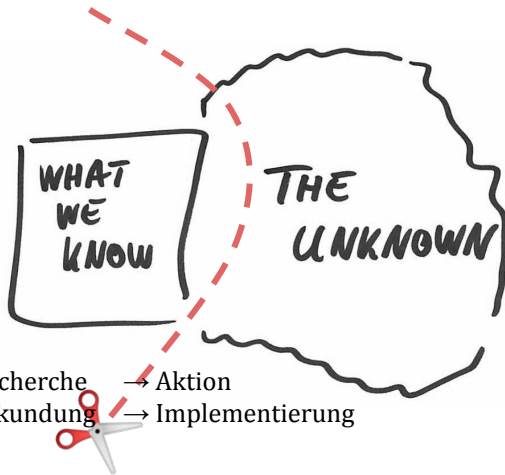 WHAT
WE
KNOW
THE
UNKNOWN
cherche → Aktion
kundung → Implementierung